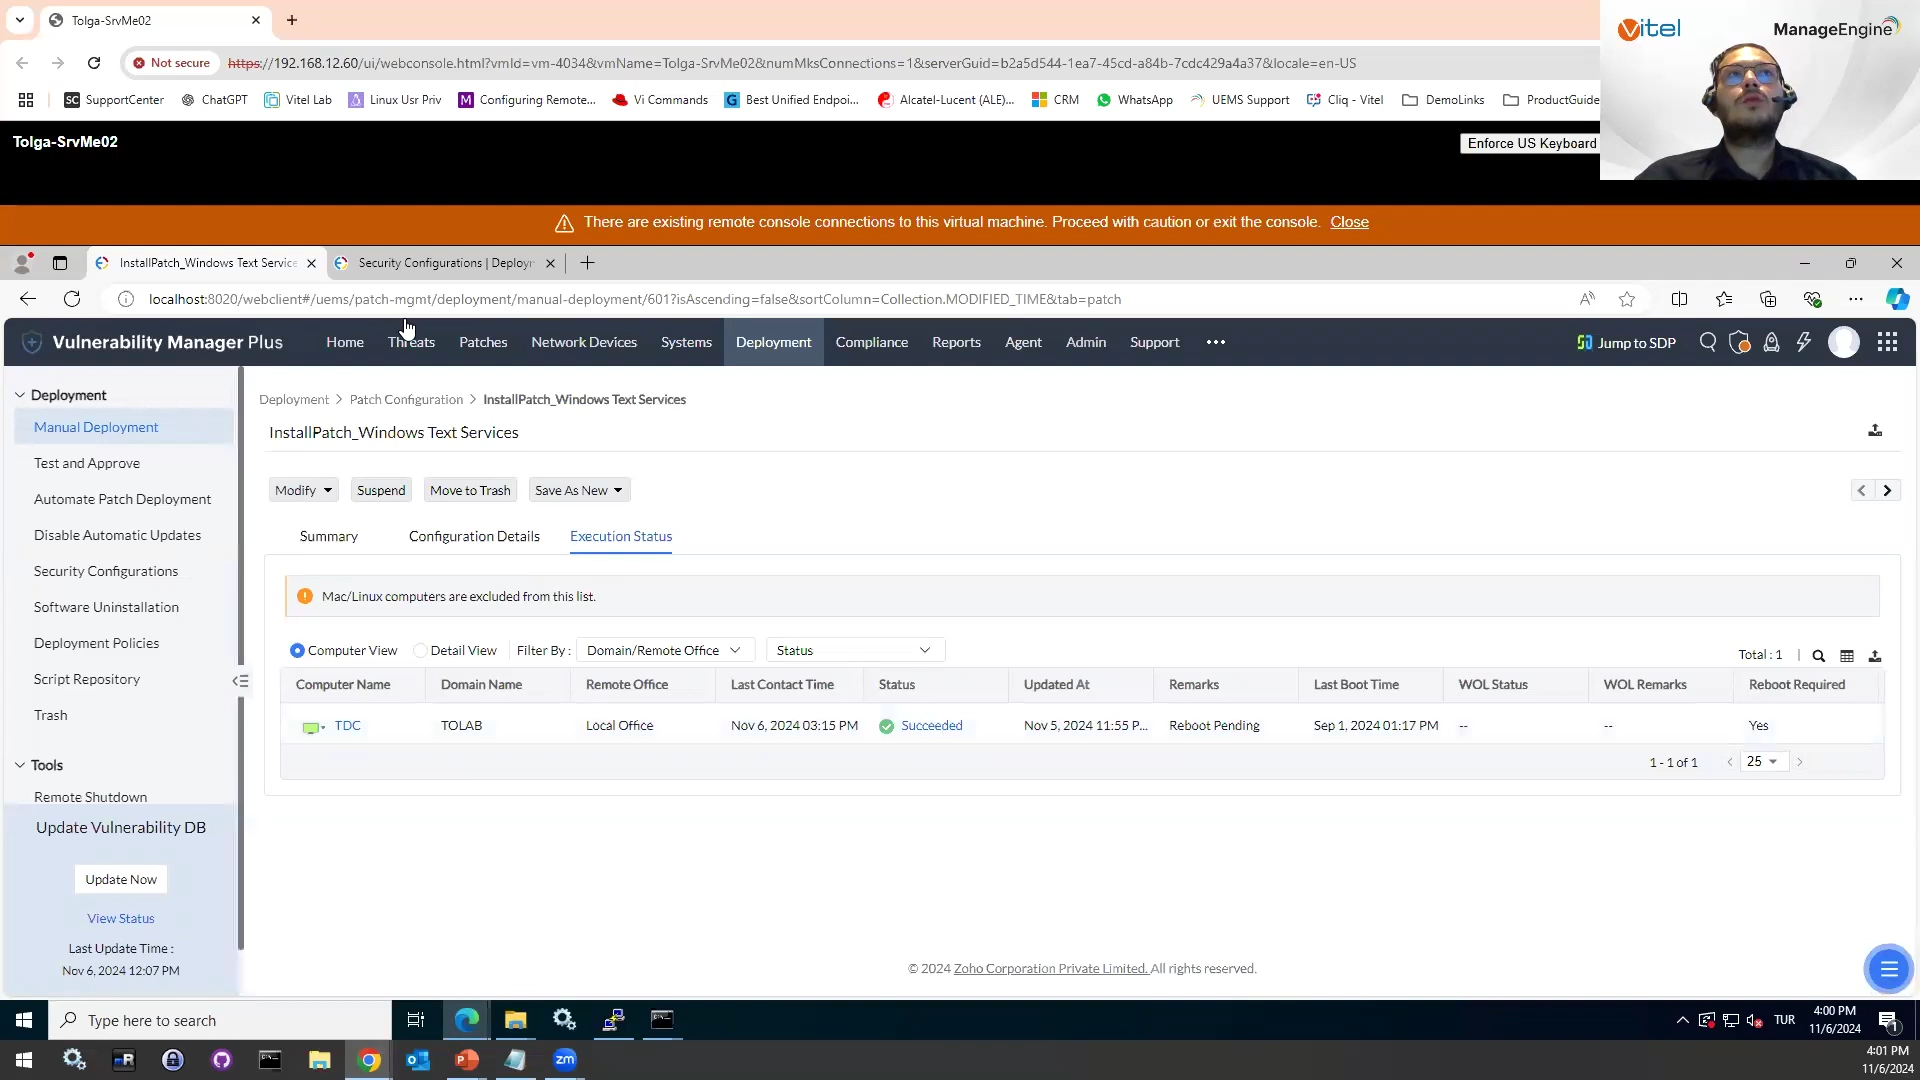 Tolga-SrvMe02
Not secure
https://192.168.12.60/ui/webconsole.html?vmId=vm-4034&vmName=Tolga-SrvMe02&numMksConnections=1&serverGuid=b2a5d544-1ea7-45cd-a84b-7cdc429a4a37&locale=en-US
SC SupportCenter
ChatGPT
Vitel Lab
Linux Usr Priv
M Configuring Remote...
Vi Commands
G Best Unified Endpoi...
Alcatel-Lucent (ALE)...
CRM
WhatsApp
UEMS Support
Cliq - Vitel
DemoLinks
ProductGuide
Vitel
ManageEngine
Tolga-SrvMe02
Enforce US Keyboard
There are existing remote console connections to this virtual machine. Proceed with caution or exit the console. Close
InstallPatch_Windows Text Service
Security Configurations | Deployr
localhost:8020/webclient#/uems/patch-mgmt/deployment/manual-deployment/601?isAscending=false&sortColumn=Collection.MODIFIED_TIME&tab=patch
Vulnerability Manager Plus
Home
Threats
Patches
Network Devices
Systems
Deployment
Compliance
Reports
Agent
Admin
Support
Jump to SDP
Deployment
Manual Deployment
Test and Approve
Automate Patch Deployment
Disable Automatic Updates
Security Configurations
Software Uninstallation
Deployment Policies
Script Repository
Trash
Tools
Remote Shutdown
Update Vulnerability DB
Update Now
View Status
Last Update Time :
Nov 6, 2024 12:07 PM
Deployment > Patch Configuration > InstallPatch_Windows Text Services
InstallPatch_Windows Text Services
Modify
Suspend
Move to Trash
Save As New
Summary
Configuration Details
Execution Status
Mac/Linux computers are excluded from this list.
Computer View
Detail View
Filter By :
Domain/Remote Office
Status
Total : 1
Computer Name
Domain Name
Remote Office
Last Contact Time
Status
Updated At
Remarks
Last Boot Time
WOL Status
WOL Remarks
Reboot Required
TDC
TOLAB
Local Office
Nov 6, 2024 03:15 PM
Succeeded
Nov 5, 2024 11:55 P...
Reboot Pending
Sep 1, 2024 01:17 PM
--
--
Yes
1 - 1 of 1
25
© 2024 Zoho Corporation Private Limited. All rights reserved.
Type here to search
TUR
4:00 PM
11/6/2024
1
zm
4:01 PM
11/6/2024